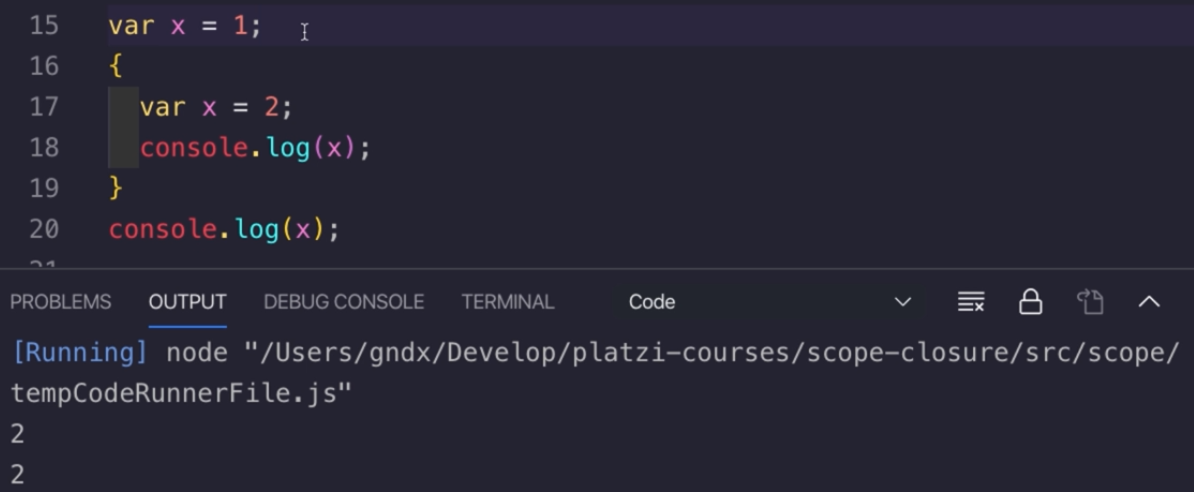 15 var x = 1;
16 {
17 var x = 2;
18 console.log(x);
19 }
20 console.log(x);
PROBLEMS OUTPUT DEBUG CONSOLE TERMINAL Code
[Running] node "/Users/gndx/Develop/platzi-courses/scope-closure/src/scope/
tempCodeRunnerFile.js"
2
2